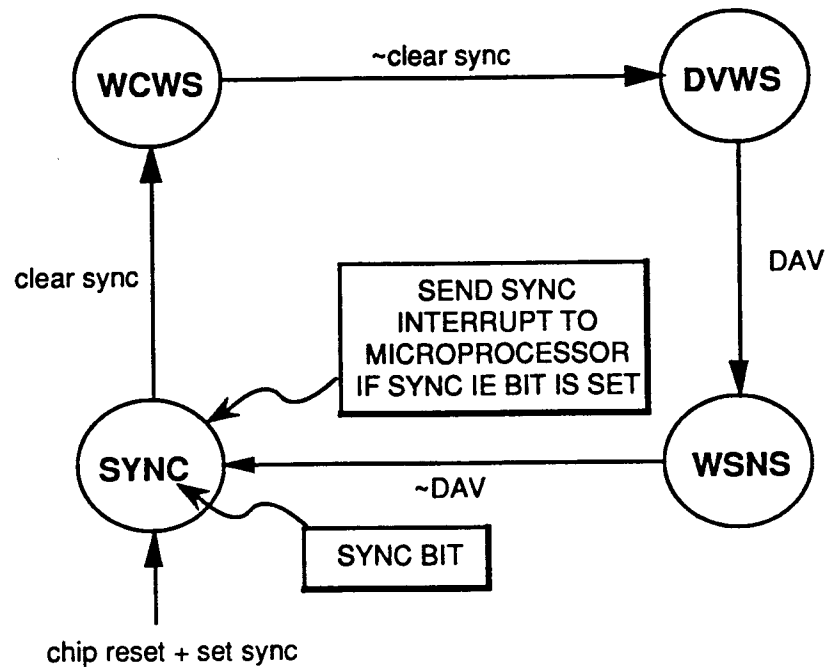 WCWS
~clear sync
DVWS
clear sync
DAV
SEND SYNC
INTERRUPT TO
MICROPROCESSOR
IF SYNC IE BIT IS SET
SYNC
~DAV
WSNS
SYNC BIT
chip reset + set sync